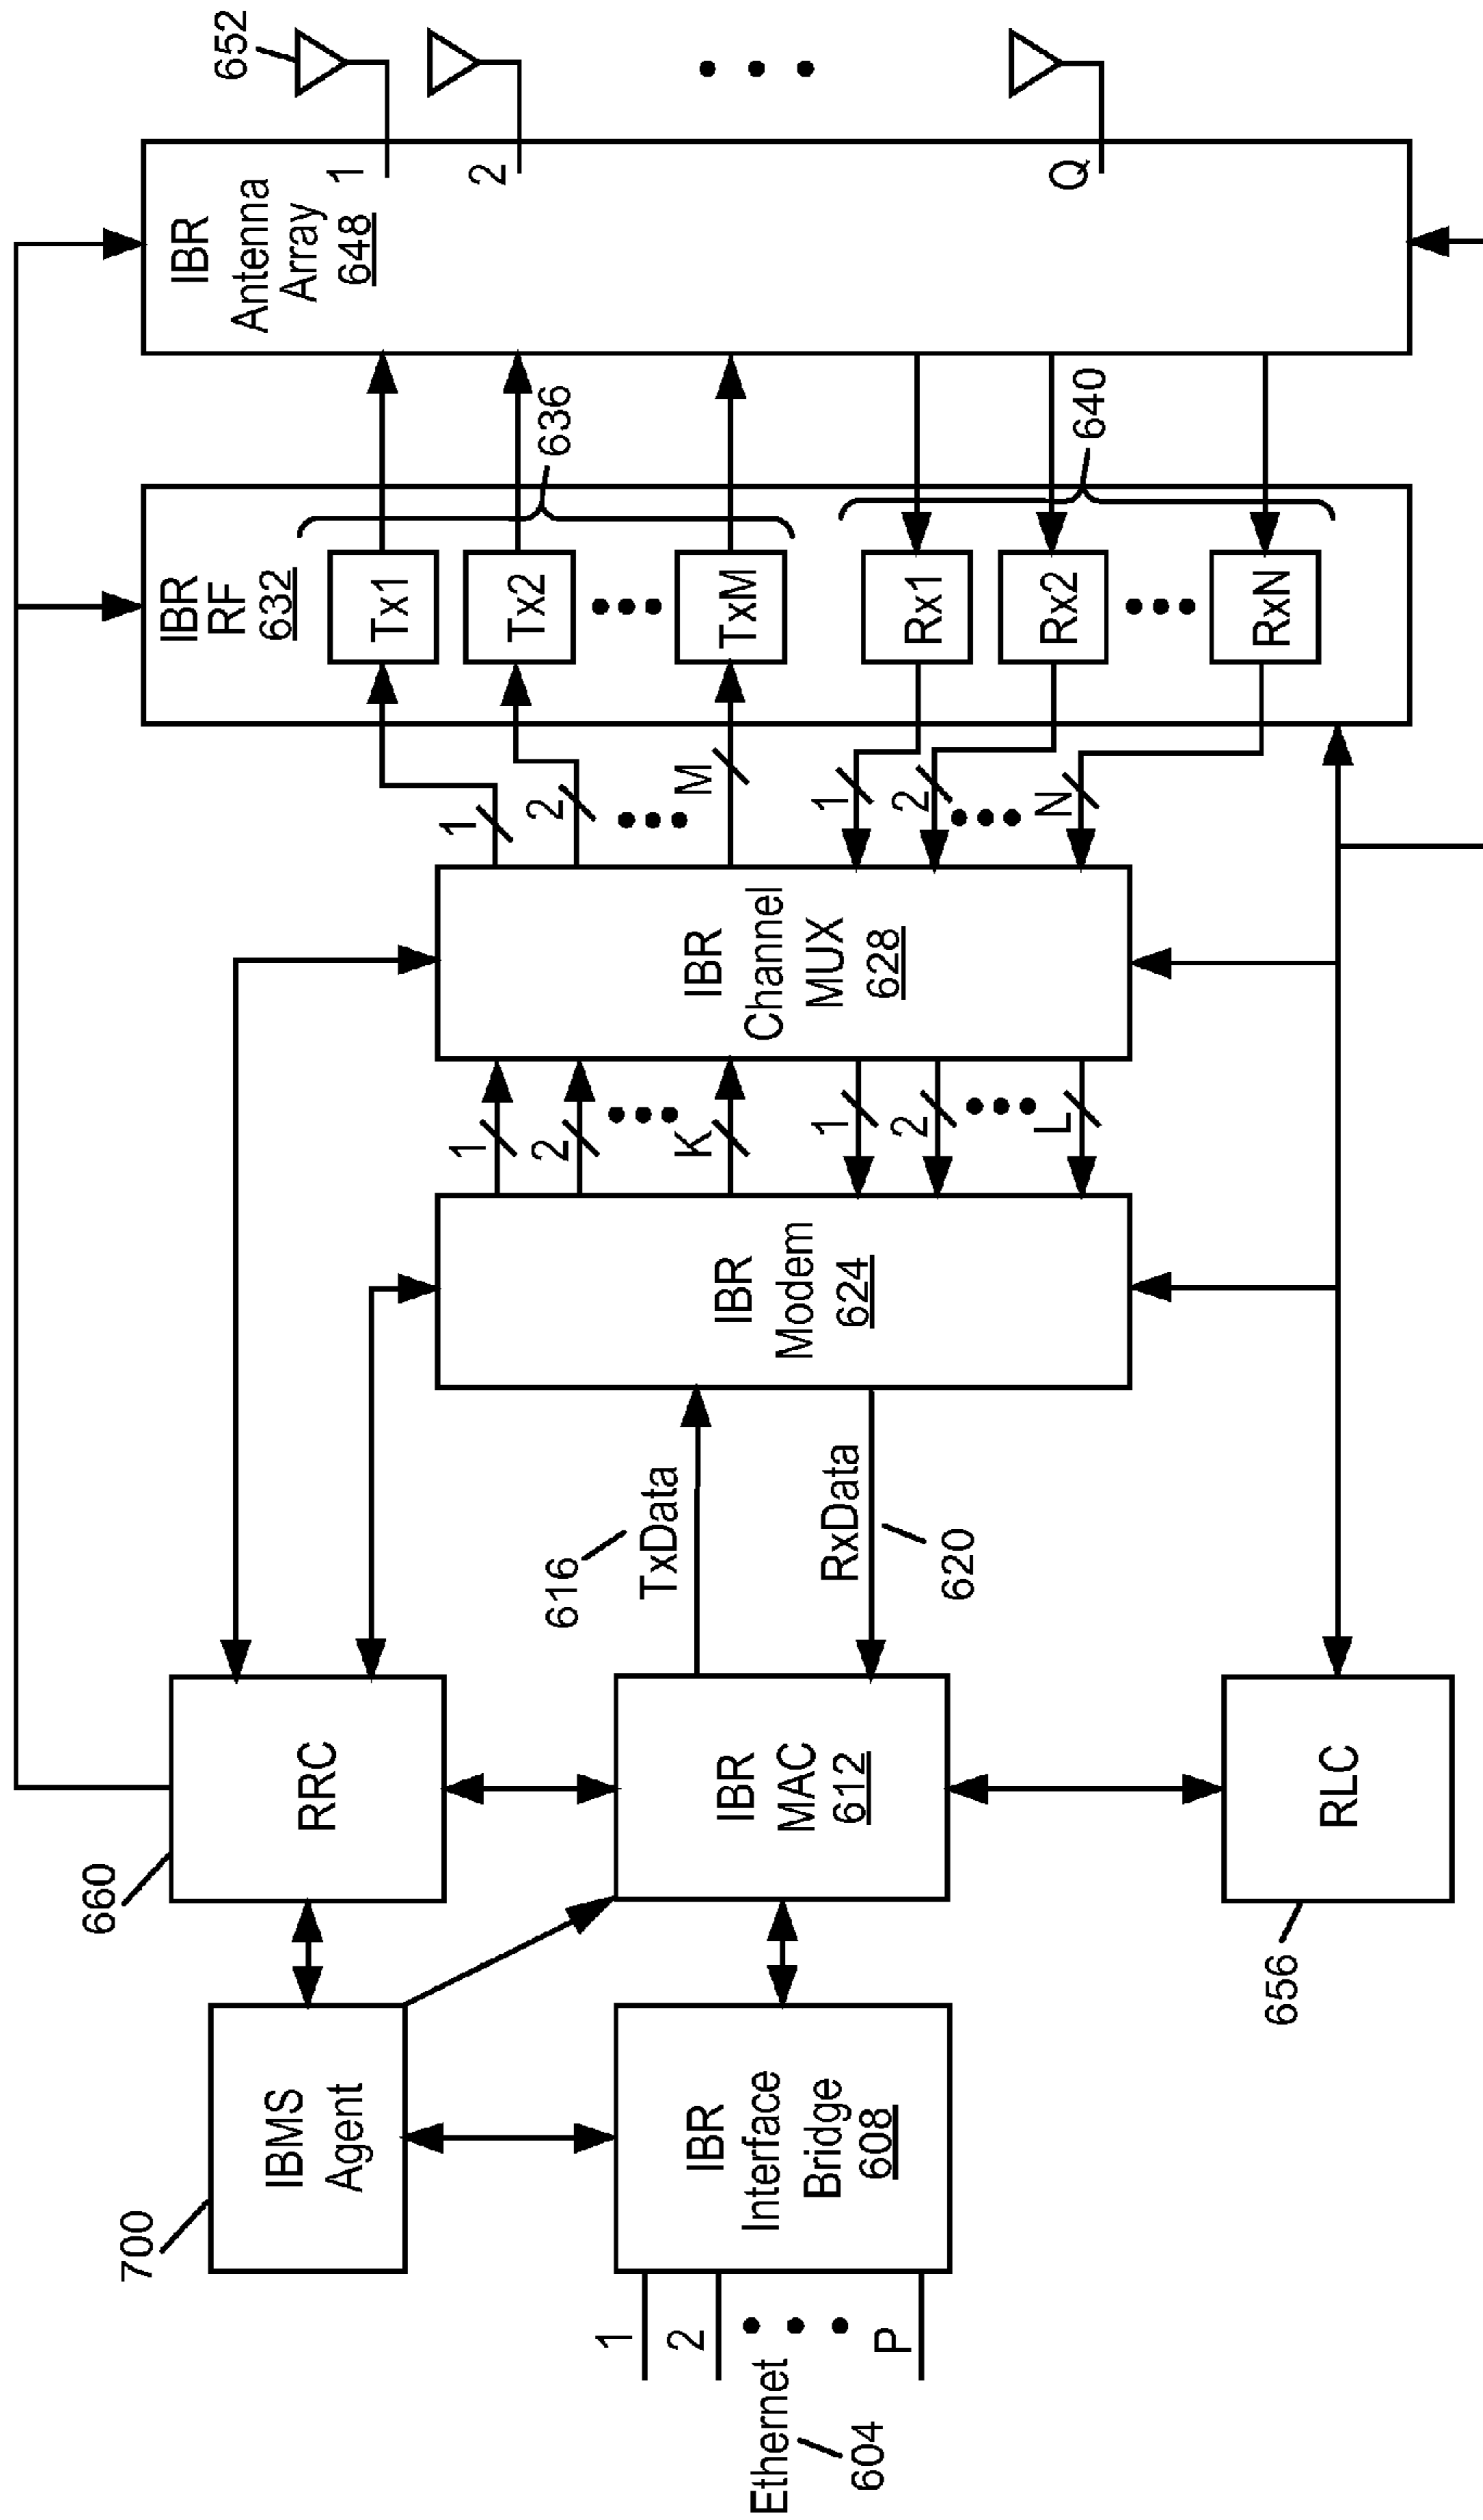 700
IBMS
Agent
660
RRC
Ethernet
604
1
2
P
IBR
Interface
Bridge
608
IBR
MAC
612
656
RLC
616
TxData
RxData
620
IBR
Modem
624
1
2
K
1
2
L
IBR
Channel
MUX
628
1
2
M
1
2
N
IBR
RF
632
Tx1
Tx2
TxM
Rx1
Rx2
RxN
636
640
IBR
Antenna
Array
648
1
2
Q
652